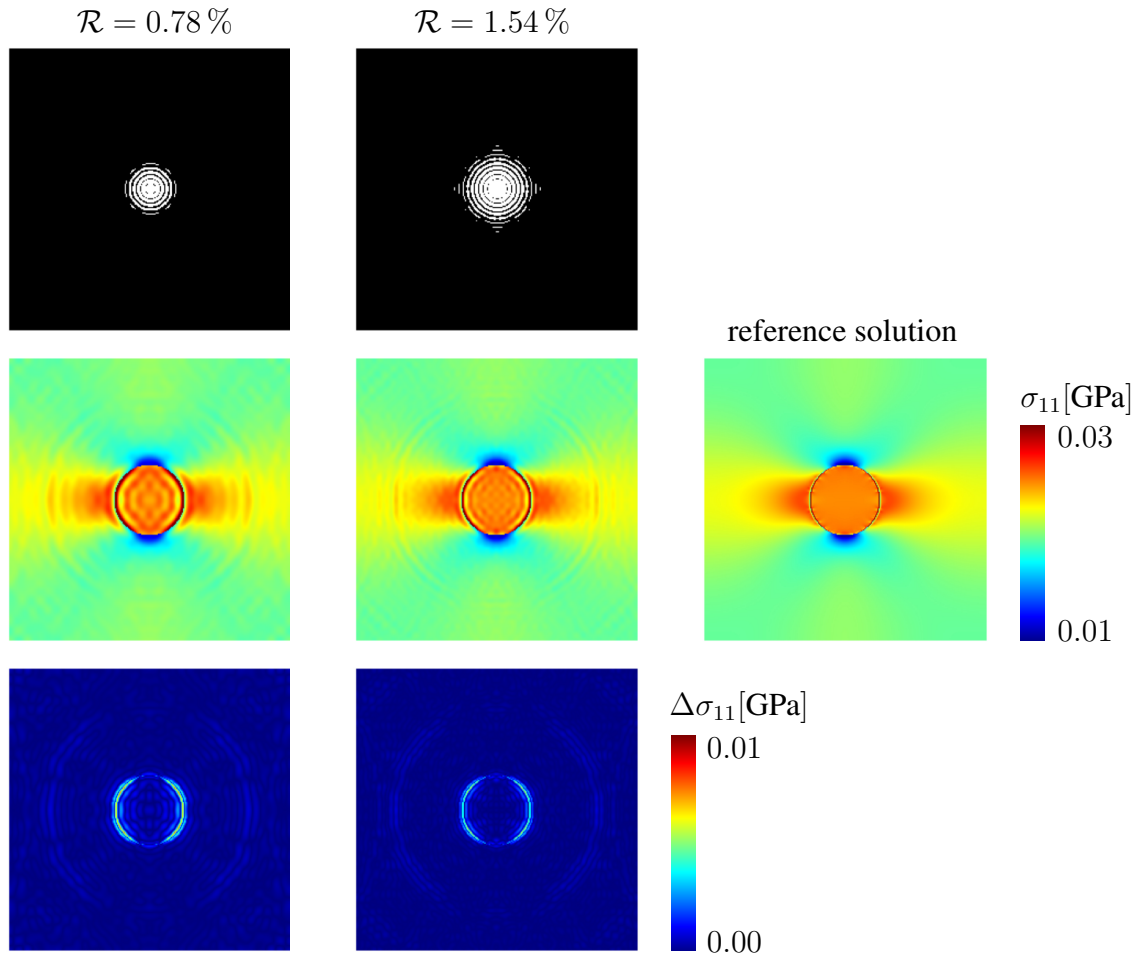 ℛ = 0.78 %
ℛ = 1.54 %
reference solution
σ₁₁[GPa]
0.03
0.01
Δσ₁₁[GPa]
0.01
0.00